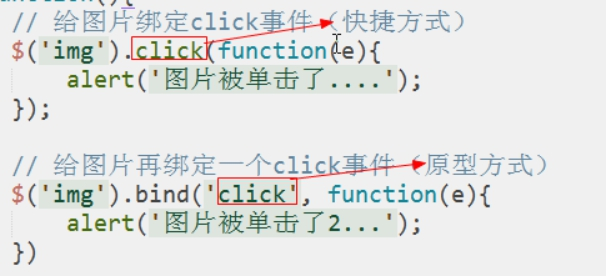 function(){
// 给图片绑定click事件（快捷方式）
$('img').click(function(e){
alert('图片被单击了....');
});
// 给图片再绑定一个click事件（原型方式）
$('img').bind('click', function(e){
alert('图片被单击了2...');
})